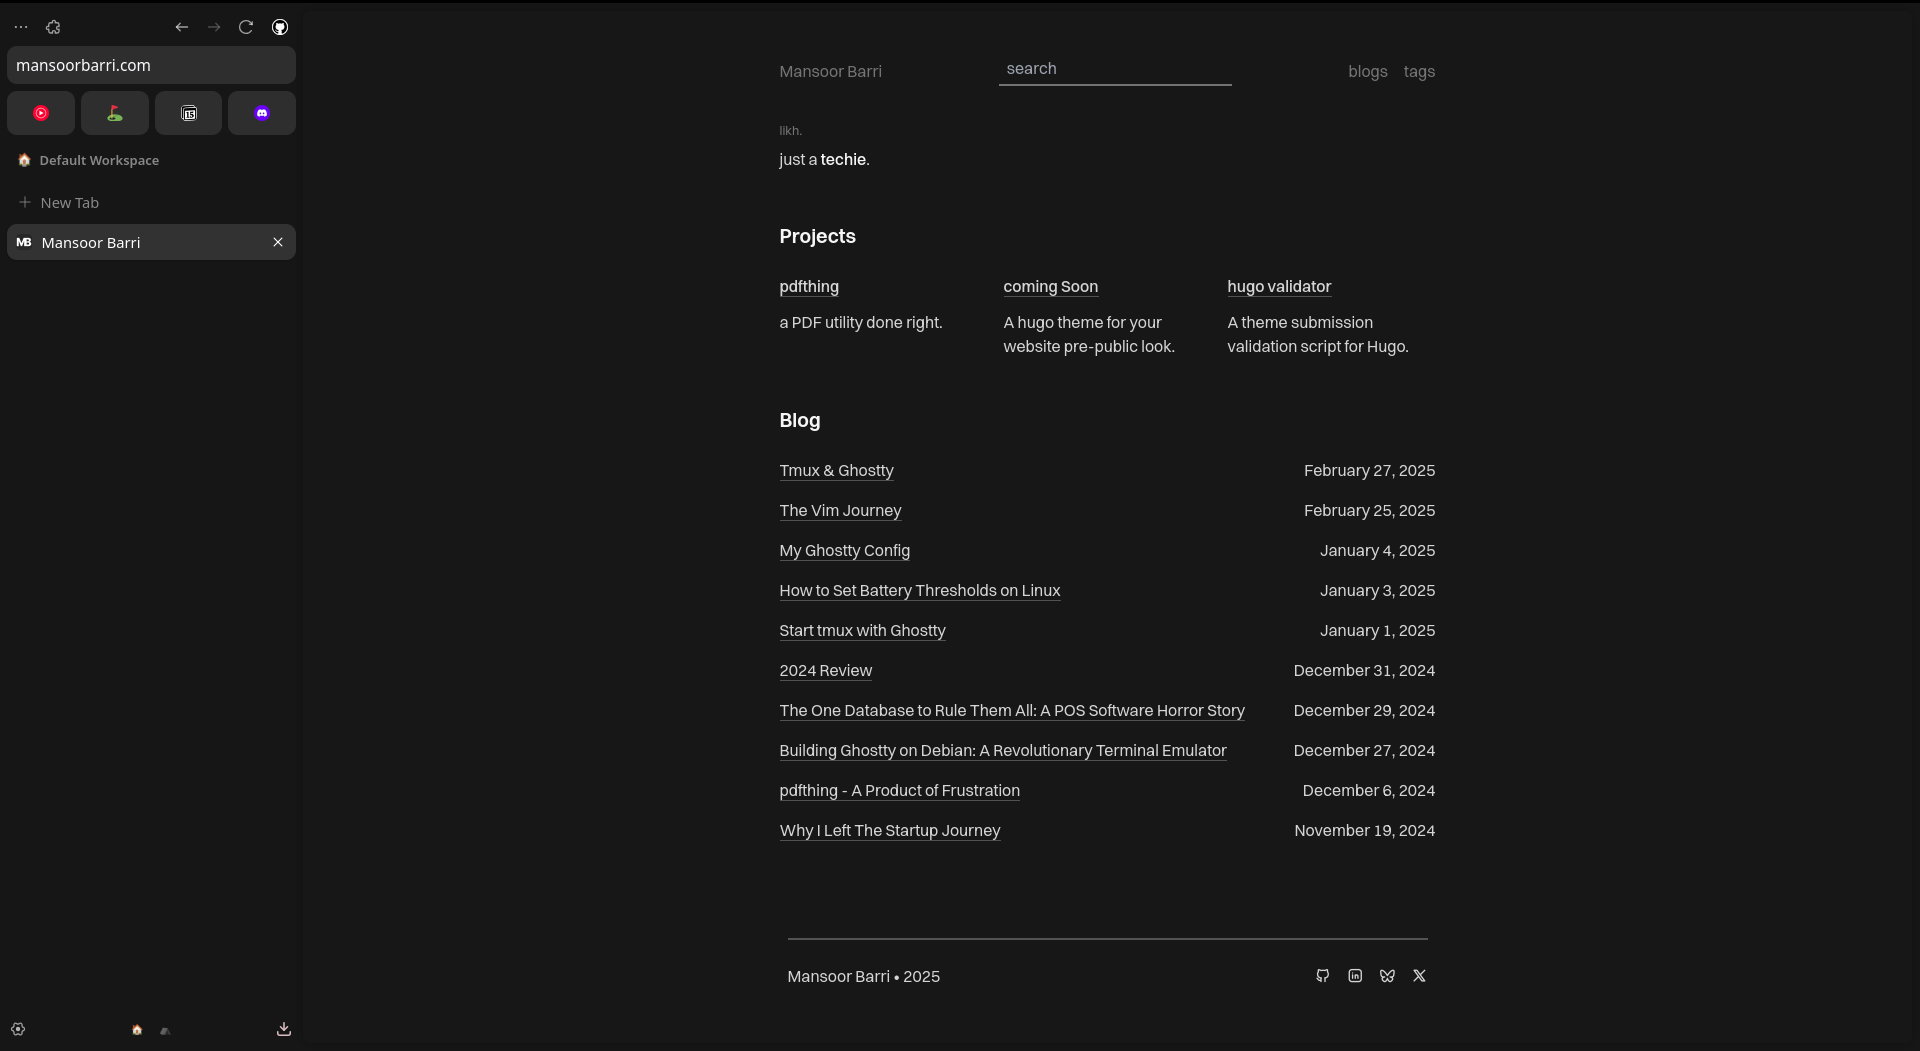 mansoorbarri.com
15
Default Workspace
New Tab
MB Mansoor Barri
Mansoor Barri search blogs tags
likh.
just a techie.
Projects
pdfthing
a PDF utility done right.
coming Soon
A hugo theme for your
website pre-public look.
hugo validator
A theme submission
validation script for Hugo.
Blog
Tmux & Ghostty February 27, 2025
The Vim Journey February 25, 2025
My Ghostty Config January 4, 2025
How to Set Battery Thresholds on Linux January 3, 2025
Start tmux with Ghostty January 1, 2025
2024 Review December 31, 2024
The One Database to Rule Them All: A POS Software Horror Story December 29, 2024
Building Ghostty on Debian: A Revolutionary Terminal Emulator December 27, 2024
pdfthing - A Product of Frustration December 6, 2024
Why I Left The Startup Journey November 19, 2024
Mansoor Barri • 2025